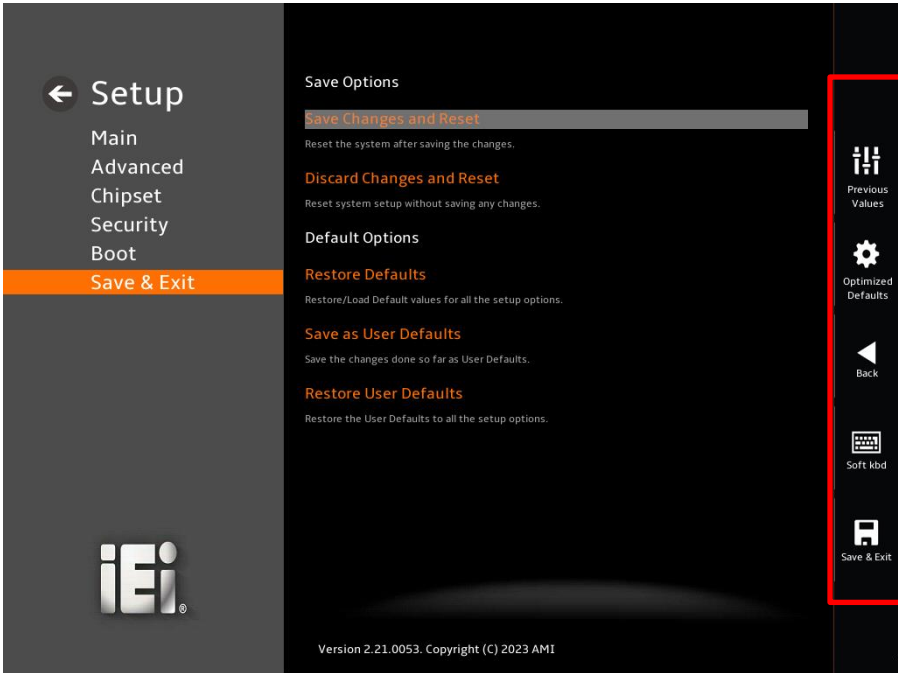 Setup
Main
Advanced
Chipset
Security
Boot
Save & Exit
iEi®
Save Options
Save Changes and Reset
Reset the system after saving the changes.
Discard Changes and Reset
Reset system setup without saving any changes.
Default Options
Restore Defaults
Restore/Load Default values for all the setup options.
Save as User Defaults
Save the changes done so far as User Defaults.
Restore User Defaults
Restore the User Defaults to all the setup options.
Version 2.21.0053. Copyright (C) 2023 AMI
Previous
Values
Optimized
Defaults
Back
Soft kbd
Save & Exit